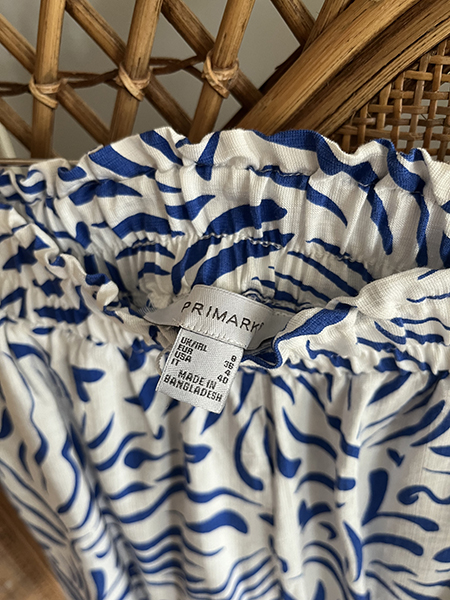 PRIMARK
UK/IRL 8
EUR 36
USA 4
IT 40
MADE IN
BANGLADESH